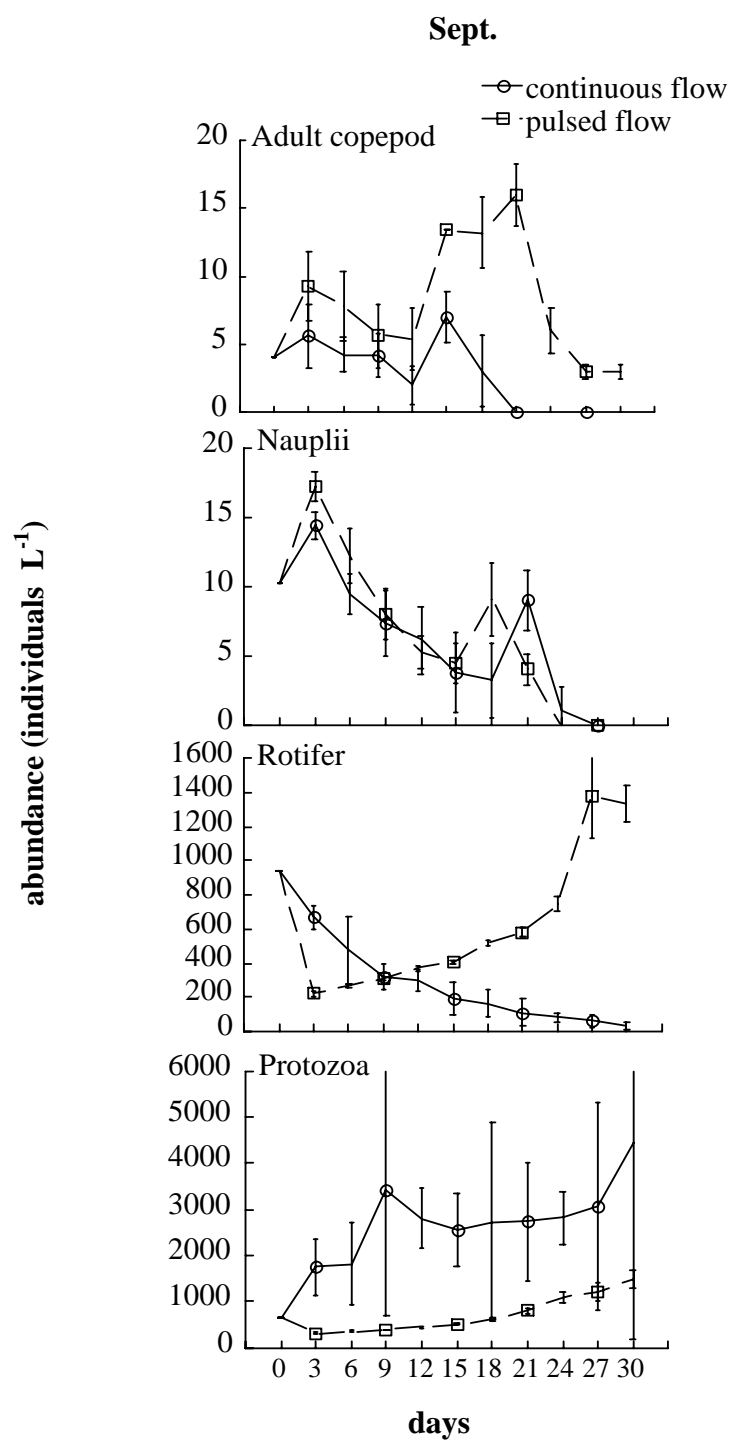 Sept.
continuous flow
pulsed flow
Adult copepod
20
15
10
5
0
Nauplii
20
15
10
5
0
abundance (individuals L-1)
Rotifer
1600
1400
1200
1000
800
600
400
200
0
Protozoa
6000
5000
4000
3000
2000
1000
0
0 3 6 9 12 15 18 21 24 27 30
days